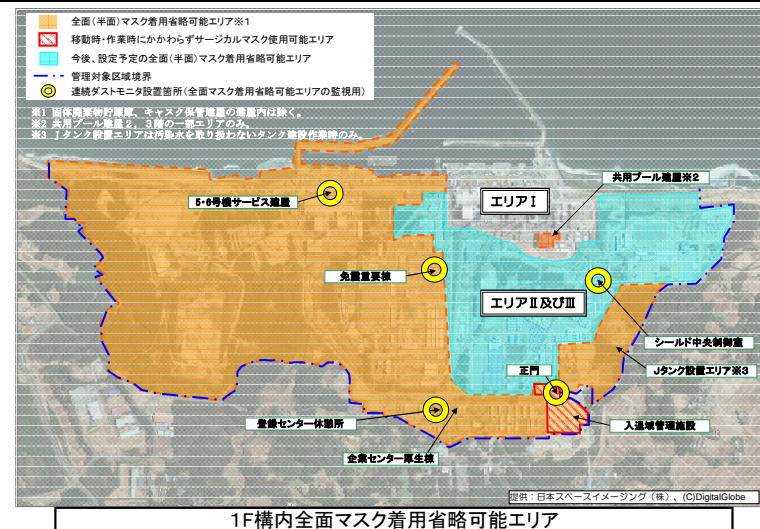 全面(半面)マスク着用省略可能エリア※1
移動時・作業時にかかわらずサージカルマスク使用可能エリア
今後、設定予定の全面(半面)マスク着用省略可能エリア
管理対象区域境界
連続ダストモニタ設置箇所(全面マスク着用省略可能エリアの監視用)
※1 固体廃棄物貯蔵庫、キャスク保管建屋の建屋内は除く。
※2 共用プール建屋2，3階の一部エリアのみ。
※3 Jタンク設置エリアは汚染水を取り扱わないタンク建設作業時のみ。
共用プール建屋※2
エリアⅠ
5・6号機サービス建屋
免震重要棟
エリアⅡ及びⅢ
シールド中央制御室
正門
Jタンク設置エリア※3
登録センター休憩所
入退域管理施設
企業センター厚生棟
提供：日本スペースイメージング（株）、(C)DigitalGlobe
1F構内全面マスク着用省略可能エリア